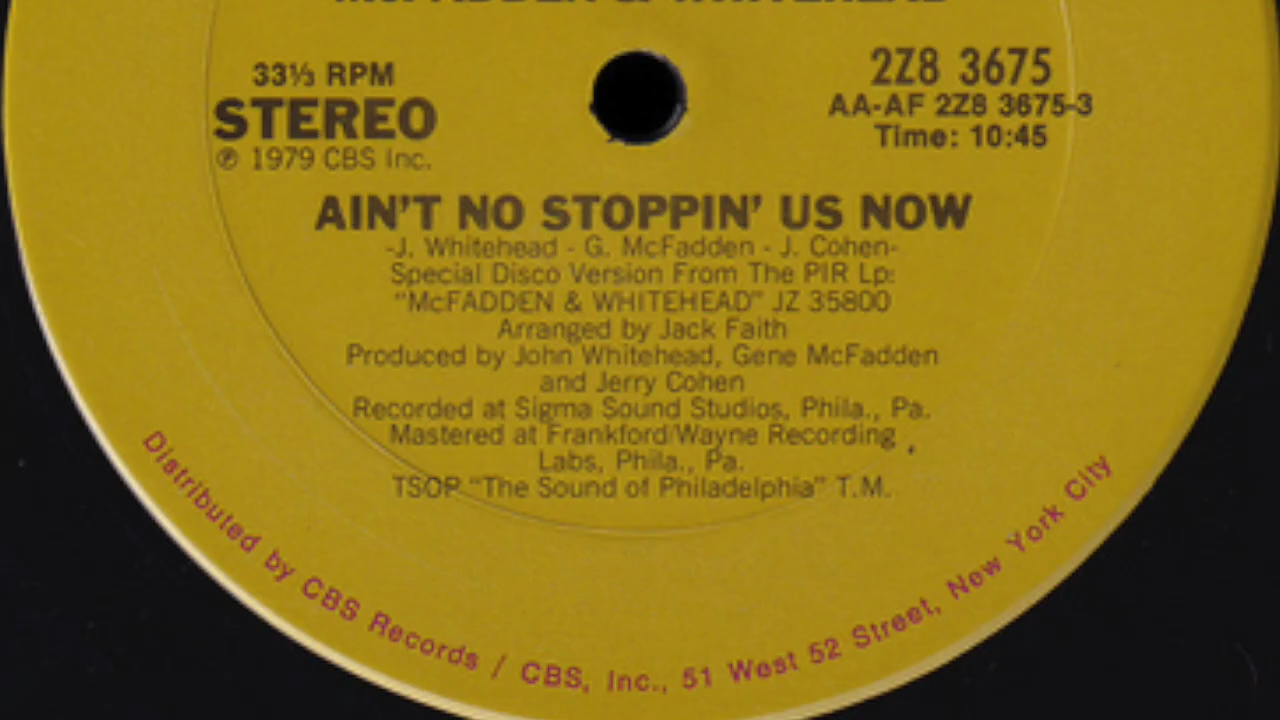 McFADDEN & WHITEHEAD
33⅓ RPM
STEREO
℗ 1979 CBS Inc.
2Z8 3675
AA-AF 2Z8 3675-3
Time: 10:45
AIN'T NO STOPPIN' US NOW
-J. Whitehead - G. McFadden - J. Cohen-
Special Disco Version From The PIR Lp:
"McFADDEN & WHITEHEAD" JZ 35800
Arranged by Jack Faith
Produced by John Whitehead, Gene McFadden
and Jerry Cohen
Recorded at Sigma Sound Studios, Phila., Pa.
Mastered at Frankford/Wayne Recording
Labs, Phila., Pa.
TSOP "The Sound of Philadelphia" T.M.
Distributed by CBS Records / CBS, Inc., 51 West 52 Street, New York City